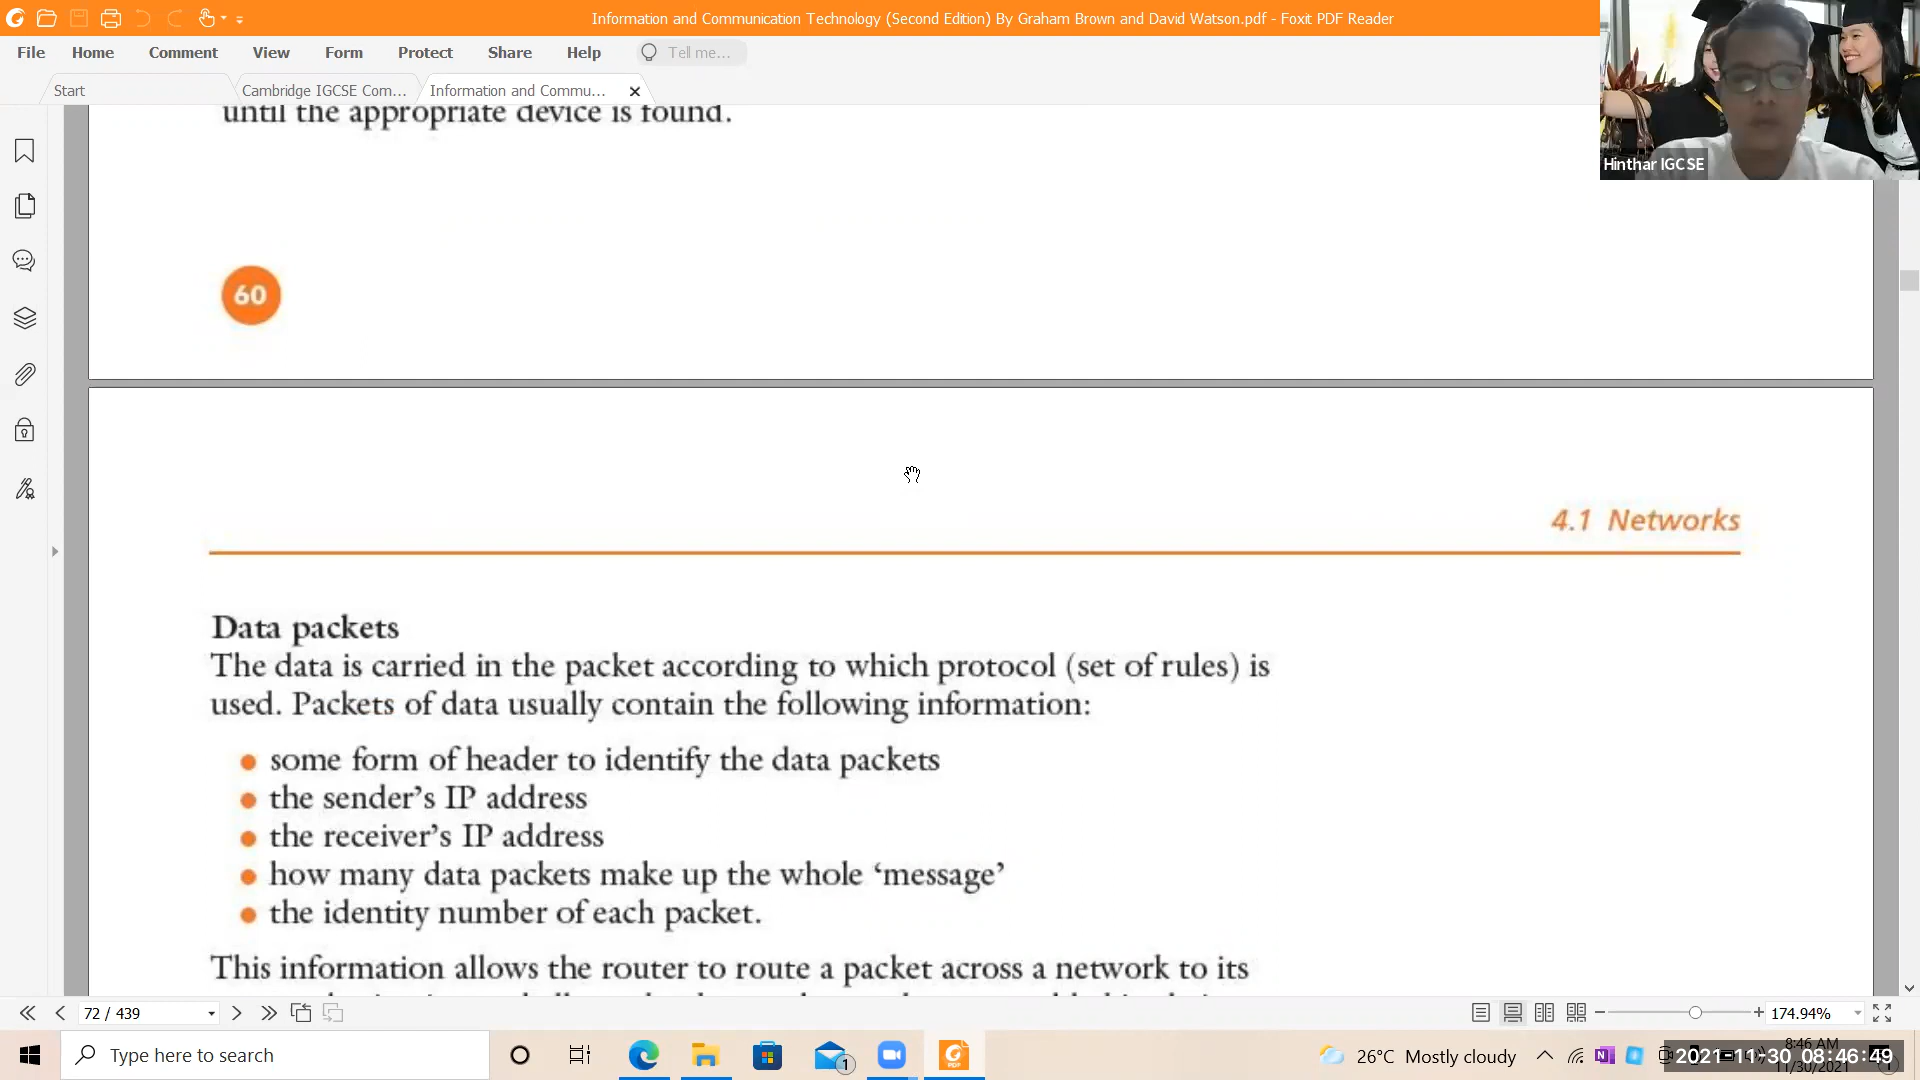 Information and Communication Technology (Second Edition) By Graham Brown and David Watson.pdf - Foxit PDF Reader
File Home Comment View Form Protect Share Help Tell me...
Start Cambridge IGCSE Com... Information and Commu...
Hinthar IGCSE
until the appropriate device is found.
60
4.1 Networks
Data packets
The data is carried in the packet according to which protocol (set of rules) is
used. Packets of data usually contain the following information:
some form of header to identify the data packets
the sender’s IP address
the receiver’s IP address
how many data packets make up the whole ‘message’
the identity number of each packet.
This information allows the router to route a packet across a network to its
72 / 439
174.94%
Type here to search
1
26°C Mostly cloudy
8:46 AM
2021-11-30 08:46:49